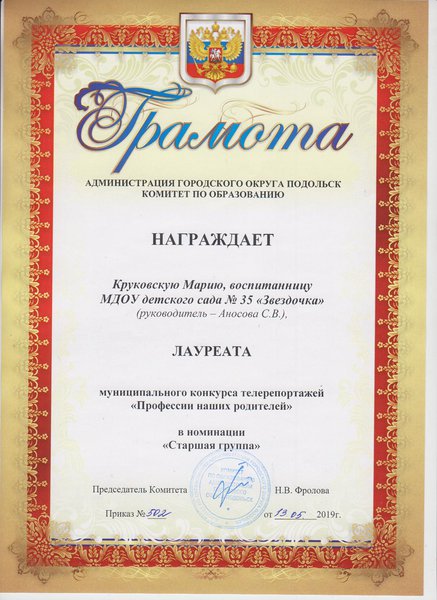 Грамота
АДМИНИСТРАЦИЯ ГОРОДСКОГО ОКРУГА ПОДОЛЬСК
КОМИТЕТ ПО ОБРАЗОВАНИЮ
НАГРАЖДАЕТ
Круковскую Марию, воспитанницу
МДОУ детского сада № 35 «Звездочка»
(руководитель – Аносова С.В.),
ЛАУРЕАТА
муниципального конкурса телерепортажей
«Профессии наших родителей»
в номинации
«Старшая группа»
Председатель Комитета Н.В. Фролова
Приказ № 502 от 13.05 2019г.